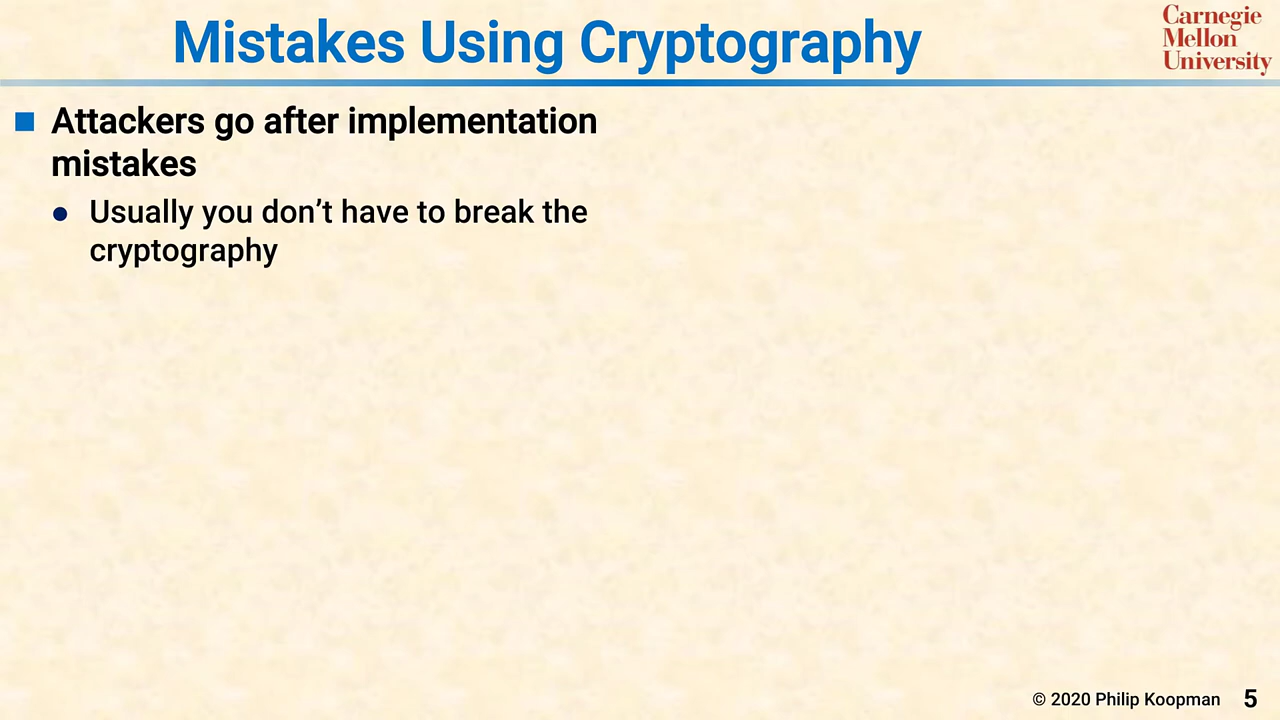 Mistakes Using Cryptography
Carnegie
Mellon
University
Attackers go after implementation
mistakes
Usually you don’t have to break the
cryptography
© 2020 Philip Koopman 5